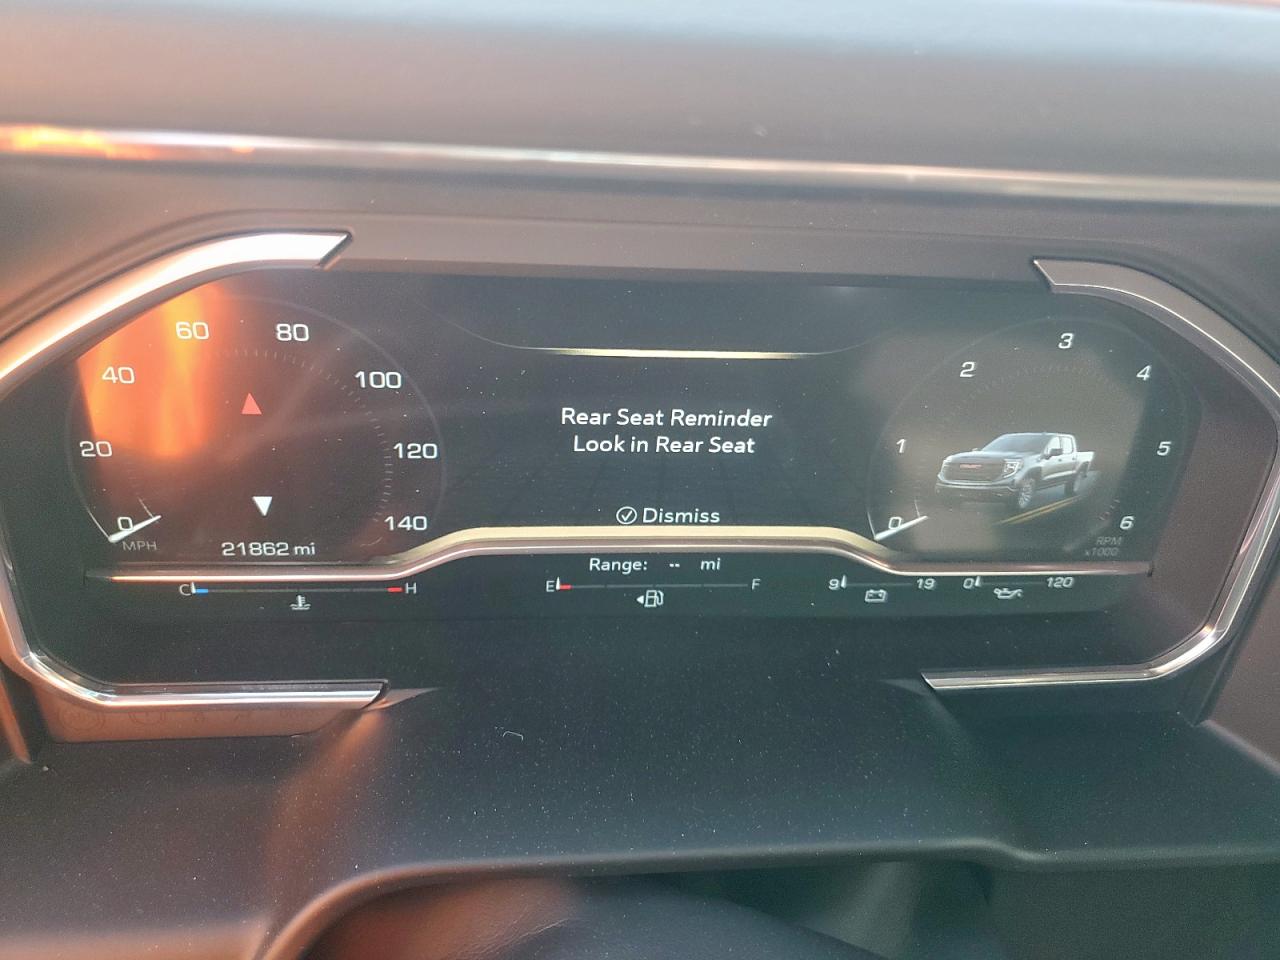 60
80
40
100
20
120
0
140
MPH
21862 mi
Rear Seat Reminder
Look in Rear Seat
Dismiss
3
2
4
1
5
0
6
RPM
x1000
Range: -- mi
C
H
E
F
9
19
0
120